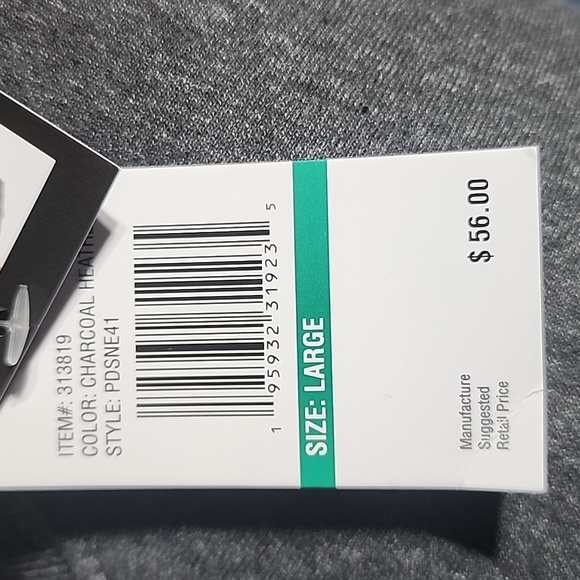 ITEM#: 313819
COLOR: CHARCOAL
STYLE: PDSNE41
1 95932 31923 5
SIZE: LARGE
Manufacture
Suggested
Retail Price
$ 56.00